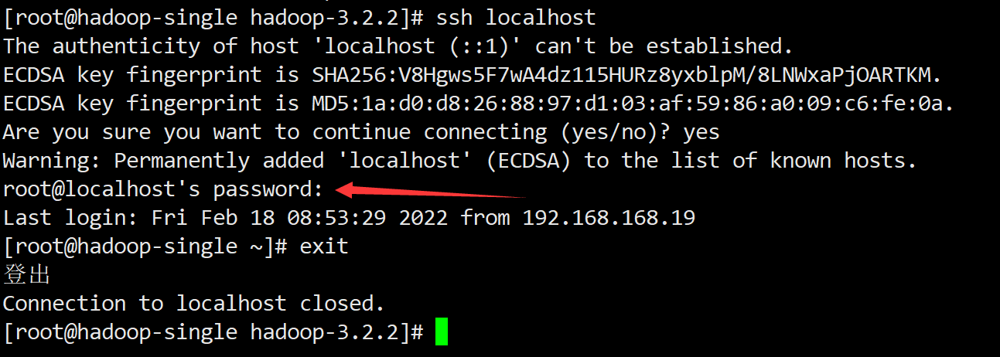 [root@hadoop-single hadoop-3.2.2]# ssh localhost
The authenticity of host 'localhost (::1)' can't be established.
ECDSA key fingerprint is SHA256:V8Hgws5F7wA4dz115HURz8yxblpM/8LNWxaPjOARTKM.
ECDSA key fingerprint is MD5:1a:d0:d8:26:88:97:d1:03:af:59:86:a0:09:c6:fe:0a.
Are you sure you want to continue connecting (yes/no)? yes
Warning: Permanently added 'localhost' (ECDSA) to the list of known hosts.
root@localhost's password:
Last login: Fri Feb 18 08:53:29 2022 from 192.168.168.19
[root@hadoop-single ~]# exit
登出
Connection to localhost closed.
[root@hadoop-single hadoop-3.2.2]#